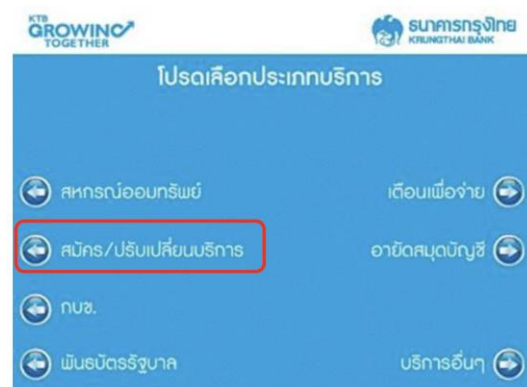 KTB
GROWING
TOGETHER
ธนาคารกรุงไทย
KRUNGTHAI BANK
โปรดเลือกประเภทบริการ
สหกรณ์ออมทรัพย์
เตือนเพื่อจ่าย
สมัคร/ปรับเปลี่ยนบริการ
อายัดสมุดบัญชี
กบข.
พันธบัตรรัฐบาล
บริการอื่นๆ